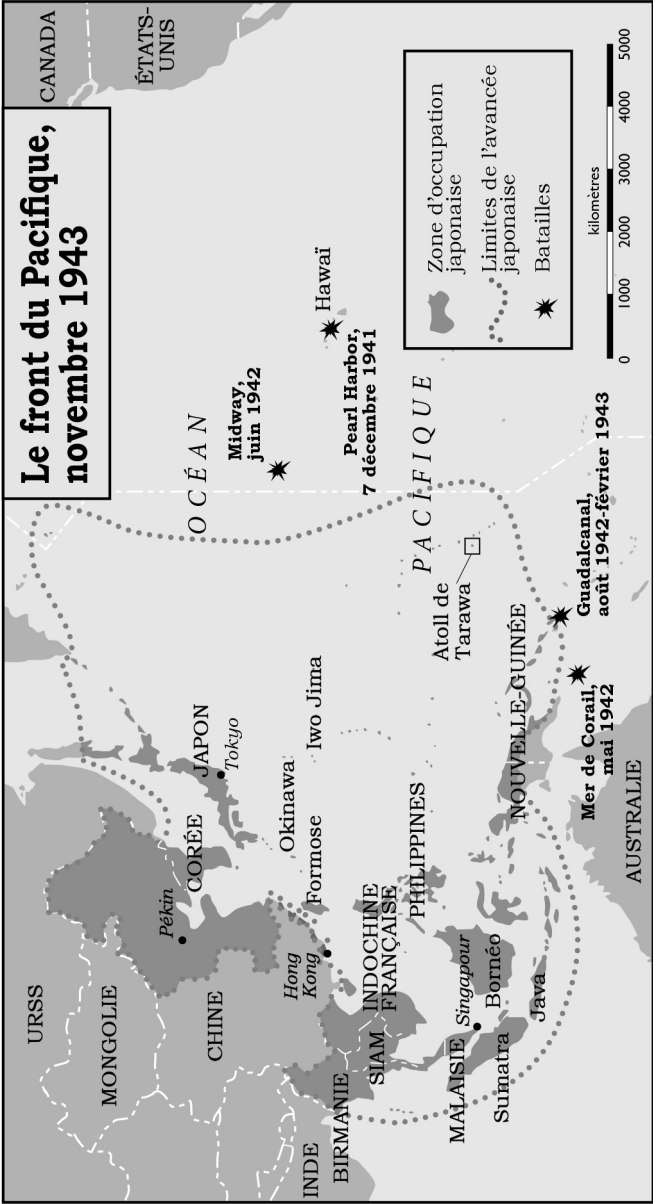 Le front du Pacifique,
novembre 1943
CANADA
ÉTATS-
UNIS
URSS
MONGOLIE
CHINE
Pékin
CORÉE
JAPON
Tokyo
OCÉAN
Midway,
juin 1942
Hawaï
Pearl Harbor,
7 décembre 1941
Okinawa
Iwo Jima
Formose
Hong
Kong
INDE
BIRMANIE
SIAM
INDOCHINE
FRANÇAISE
PHILIPPINES
PACIFIQUE
Atoll de
Tarawa
MALAISIE
Singapour
Sumatra
Bornéo
Java
NOUVELLE-GUINÉE
Guadalcanal,
août 1942-février 1943
Mer de Corail,
mai 1942
AUSTRALIE
Zone d'occupation
japonaise
Limites de l'avancée
japonaise
Batailles
kilomètres
0 1000 2000 3000 4000 5000